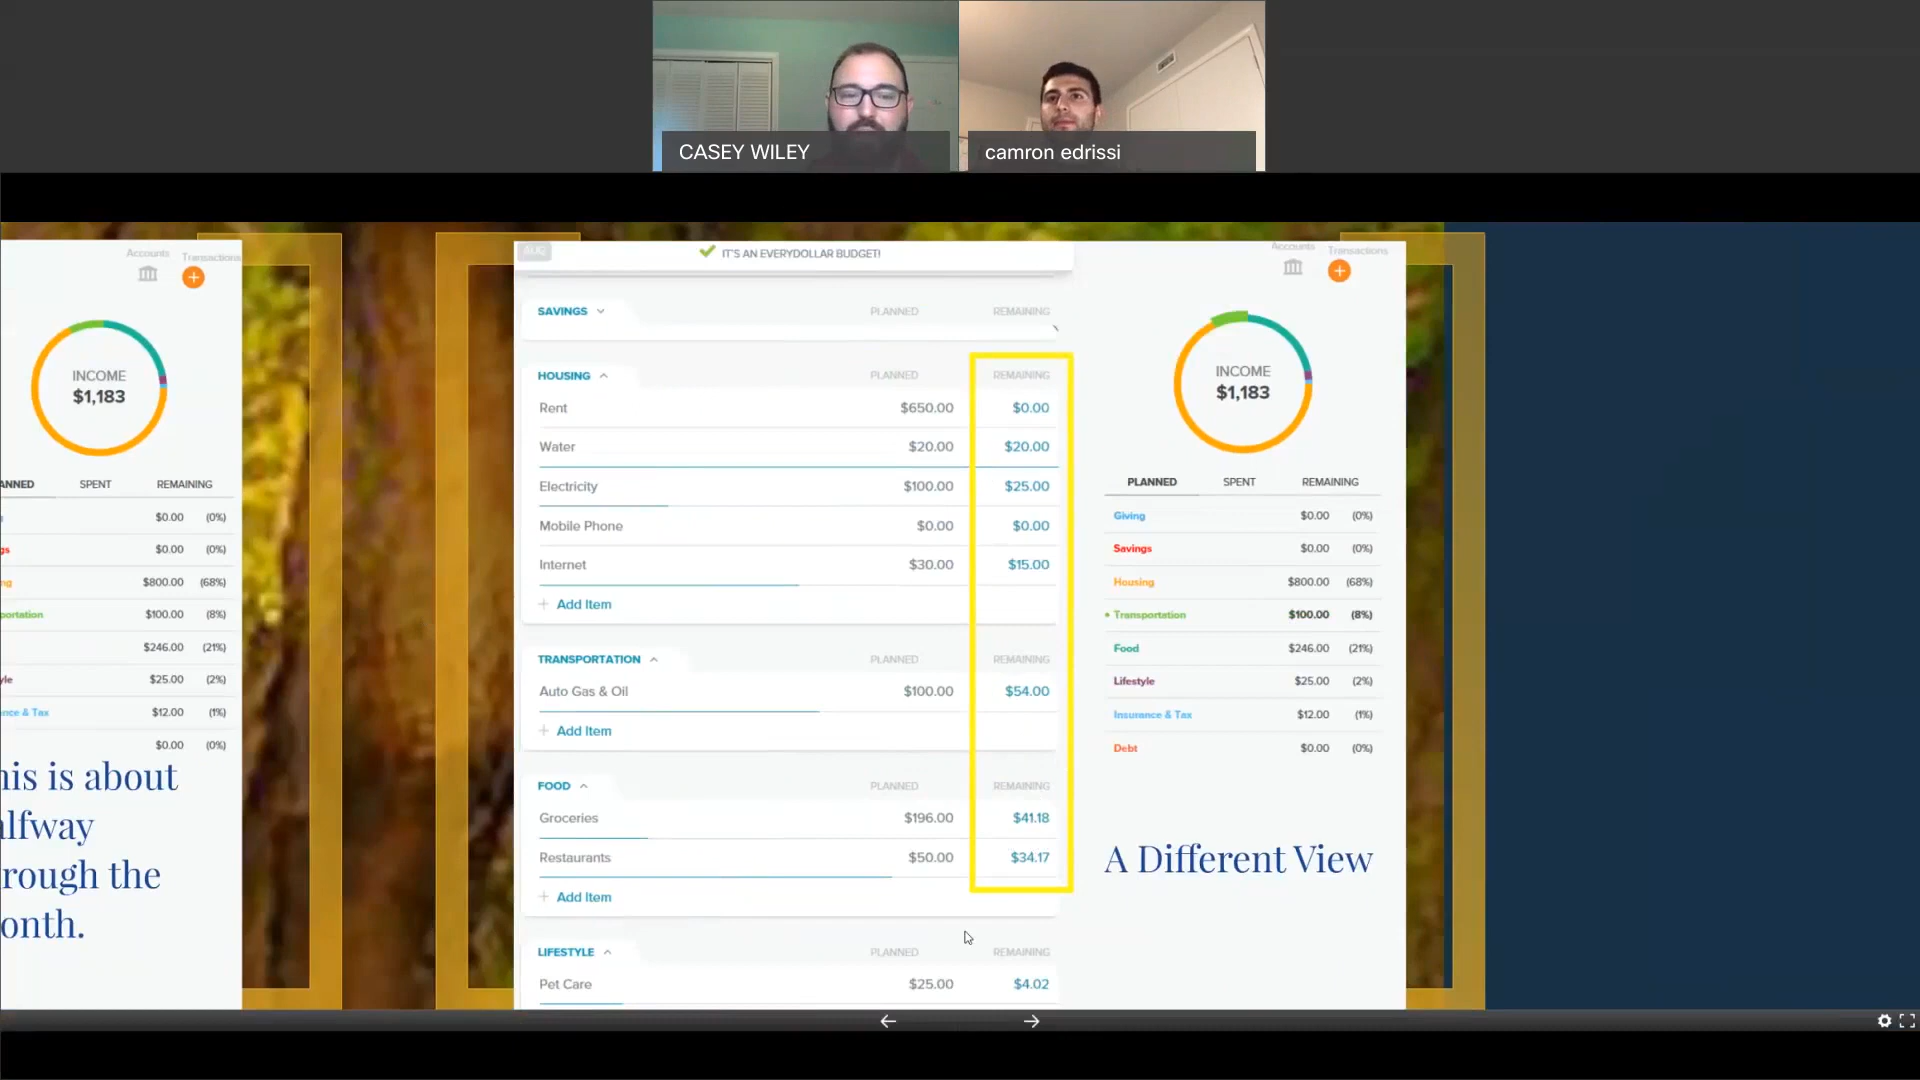 CASEY WILEY
camron edrissi
Accounts Transactions
INCOME
$1,183
ANNED SPENT REMAINING
$0.00 (0%)
gs $0.00 (0%)
ng $800.00 (68%)
portation $100.00 (8%)
$246.00 (21%)
yle $25.00 (2%)
nce & Tax $12.00 (1%)
$0.00 (0%)
his is about
alfway
rough the
onth.
AUG
IT'S AN EVERYDOLLAR BUDGET!
SAVINGS PLANNED REMAINING
HOUSING PLANNED REMAINING
Rent $650.00 $0.00
Water $20.00 $20.00
Electricity $100.00 $25.00
Mobile Phone $0.00 $0.00
Internet $30.00 $15.00
+ Add Item
TRANSPORTATION PLANNED REMAINING
Auto Gas & Oil $100.00 $54.00
+ Add Item
FOOD PLANNED REMAINING
Groceries $196.00 $41.18
Restaurants $50.00 $34.17
+ Add Item
LIFESTYLE PLANNED REMAINING
Pet Care $25.00 $4.02
Accounts Transactions
INCOME
$1,183
PLANNED SPENT REMAINING
Giving $0.00 (0%)
Savings $0.00 (0%)
Housing $800.00 (68%)
Transportation $100.00 (8%)
Food $246.00 (21%)
Lifestyle $25.00 (2%)
Insurance & Tax $12.00 (1%)
Debt $0.00 (0%)
A Different View